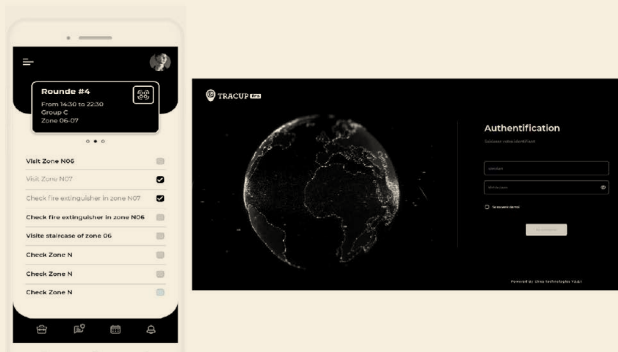 Rounde #4
From 14:30 to 22:30
Group C
Zone 06-07
Visit Zone N06
Visit Zone N07
Check fire extinguisher in zone N07
Check fire extinguisher in zone N06
Visite staircase of zone 06
Check Zone N
Check Zone N
Check Zone N
TRACUP
Authentification